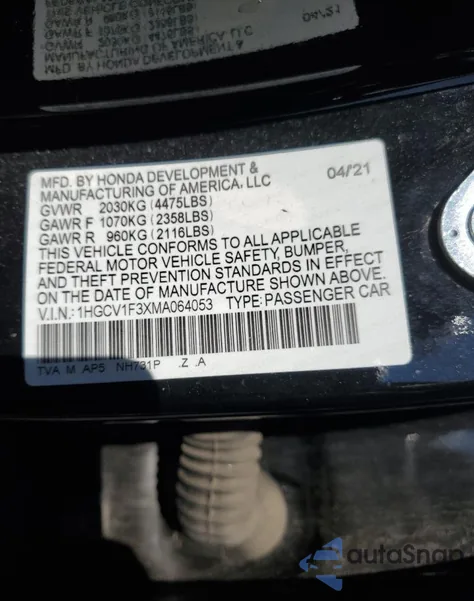 04/21
MFD. BY HONDA DEVELOPMENT &
MANUFACTURING OF AMERICA, LLC
04/21
GVWR 2030KG (4475LBS)
GAWR F 1070KG (2358LBS)
GAWR R 960KG (2116LBS)
THIS VEHICLE CONFORMS TO ALL APPLICABLE
FEDERAL MOTOR VEHICLE SAFETY, BUMPER,
AND THEFT PREVENTION STANDARDS IN EFFECT
ON THE DATE OF MANUFACTURE SHOWN ABOVE.
V.I.N.: 1HGCV1F3XMA064053 TYPE: PASSENGER CAR
TVA M AP5 NH731P .Z .A
autoSnap